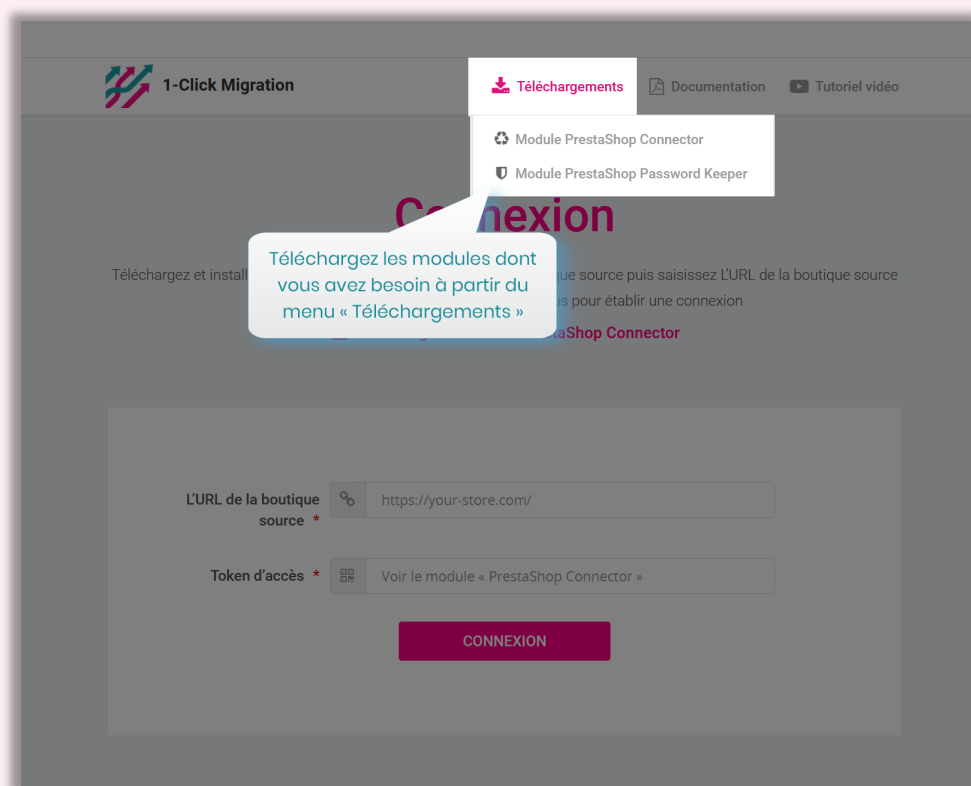 1-Click Migration
Téléchargements
Documentation
Tutoriel vidéo
Module PrestaShop Connector
Module PrestaShop Password Keeper
nexion
Téléchargez les modules dont
vous avez besoin à partir du
menu « Téléchargements »
Téléchargez et install
ue source puis saisissez L'URL de la boutique source
us pour établir une connexion
taShop Connector
L'URL de la boutique
source *
https://your-store.com/
Token d'accès *
Voir le module « PrestaShop Connector »
CONNEXION